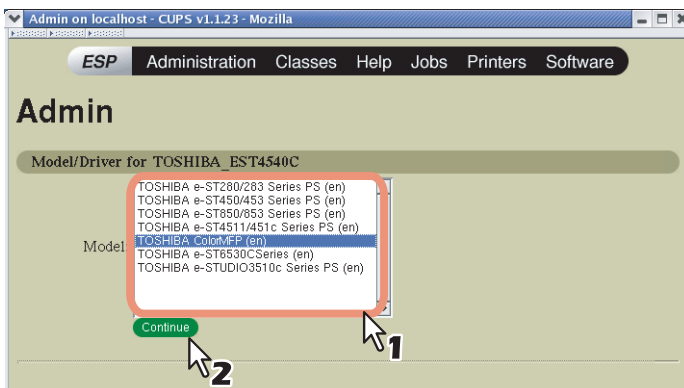 Admin on localhost - CUPS v1.1.23 - Mozilla
ESP Administration Classes Help Jobs Printers Software
Admin
Model/Driver for TOSHIBA_EST4540C
TOSHIBA e-ST280/283 Series PS (en)
TOSHIBA e-ST450/453 Series PS (en)
TOSHIBA e-ST850/853 Series PS (en)
TOSHIBA e-ST4511/451c Series PS (en)
Model: TOSHIBA ColorMFP (en)
TOSHIBA e-ST6530CSeries (en)
TOSHIBA e-STUDIO3510c Series PS (en)
Continue
1
2